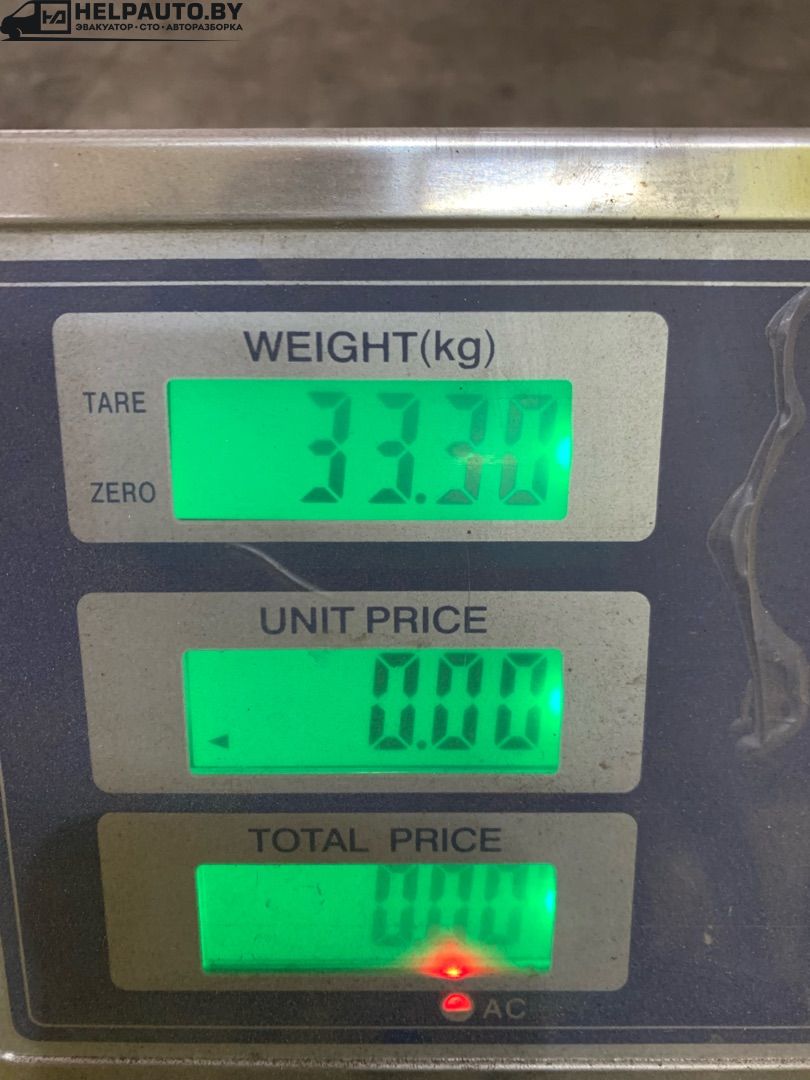 HELPAUTO.BY
ЭВАКУАТОР·СТО·АВТОРАЗБОРКА
WEIGHT(kg)
TARE
33.30
ZERO
UNIT PRICE
0.00
TOTAL PRICE
0.00
AC